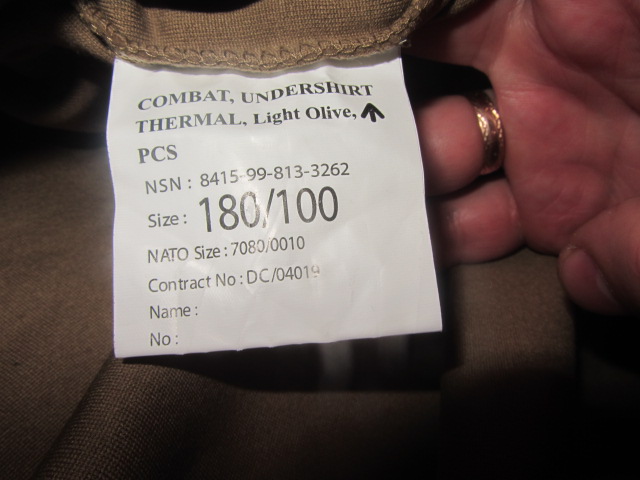 COMBAT, UNDERSHIRT
THERMAL, Light Olive,
PCS
NSN : 8415-99-813-3262
Size : 180/100
NATO Size : 7080/0010
Contract No : DC/04019
Name :
No :